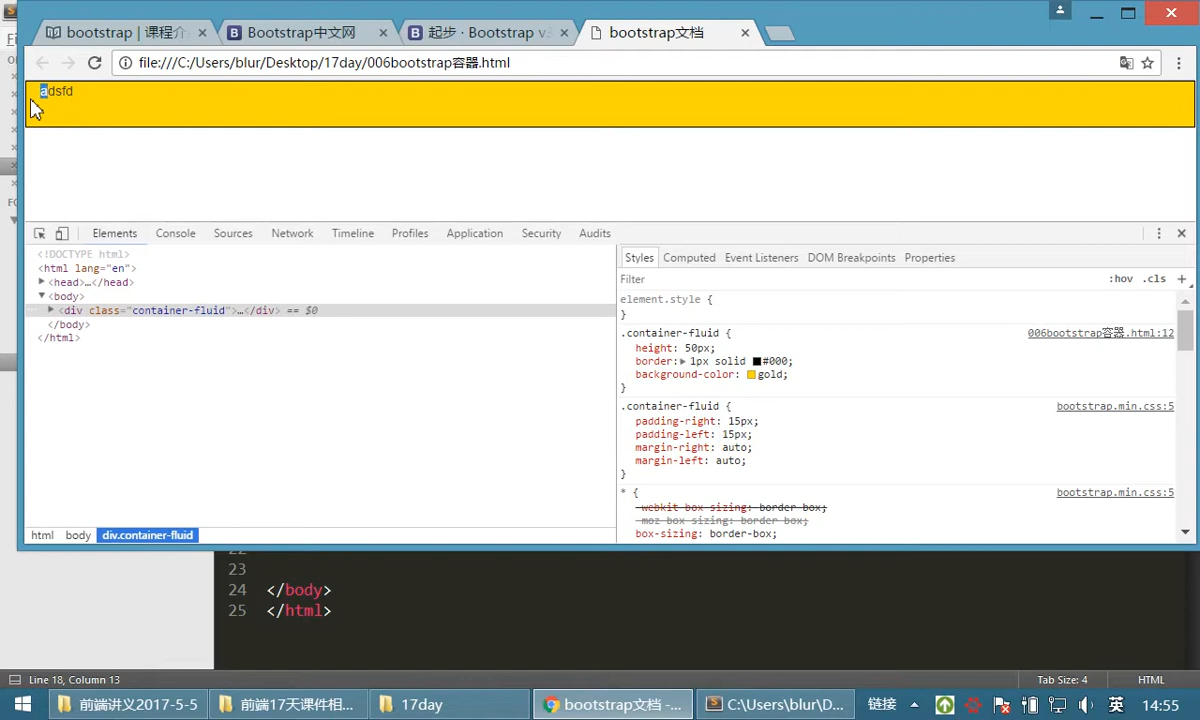 bootstrap | 课程介
Bootstrap中文网
起步 · Bootstrap v3
bootstrap文档
file:///C:/Users/blur/Desktop/17day/006bootstrap容器.html
adsfd
Elements Console Sources Network Timeline Profiles Application Security Audits
<!DOCTYPE html>
<html lang="en">
<head>…</head>
<body>
<div class="container-fluid">…</div> == $0
</body>
</html>
html body div.container-fluid
Styles Computed Event Listeners DOM Breakpoints Properties
Filter :hov .cls +
element.style {
}
.container-fluid { 006bootstrap容器.html:12
height: 50px;
border: 1px solid #000;
background-color: gold;
}
.container-fluid { bootstrap.min.css:5
padding-right: 15px;
padding-left: 15px;
margin-right: auto;
margin-left: auto;
}
* { bootstrap.min.css:5
-webkit-box-sizing: border-box;
-moz-box-sizing: border-box;
box-sizing: border-box;
22
23
24 </body>
25 </html>
Line 18, Column 13 Tab Size: 4 HTML
前端讲义2017-5-5 前端17天课件相... 17day bootstrap文档 -... C:\Users\blur\D... 链接 英 14:55